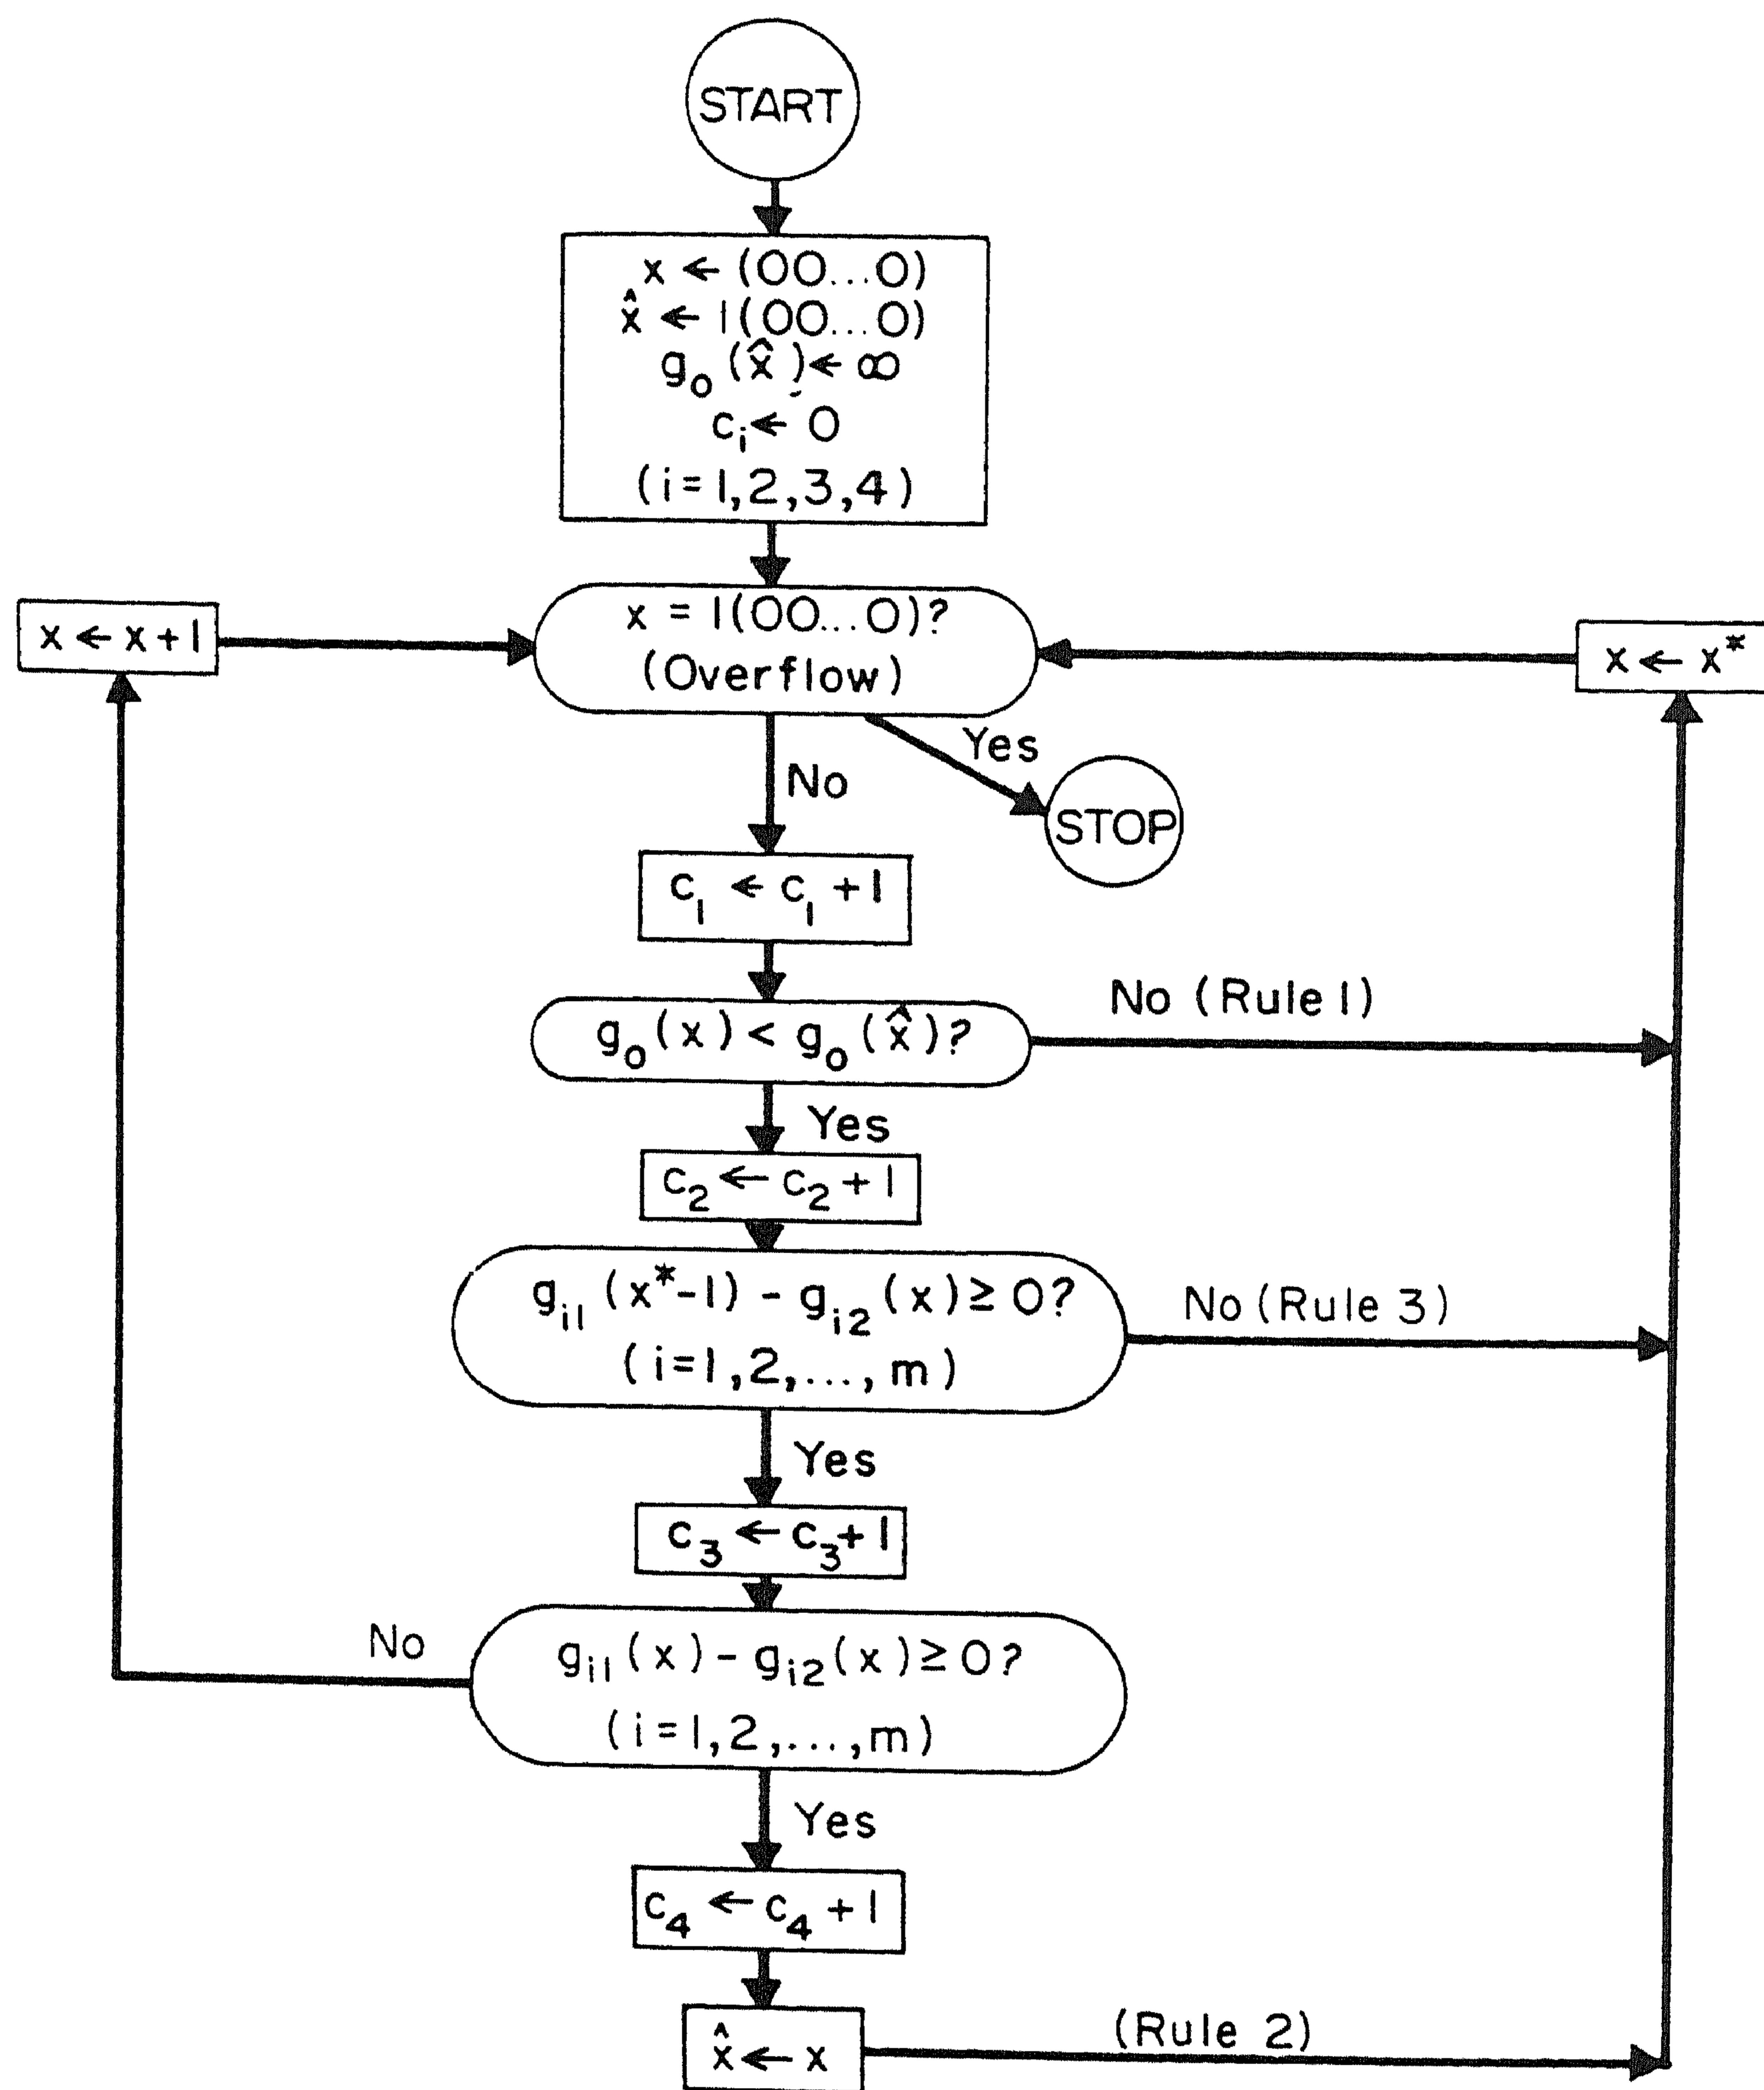 START
x ← (00...0)
x̂ ← 1(00...0)
g₀(x̂) ← ∞
cᵢ ← 0
(i=1,2,3,4)
x ← x+1
x = 1(00...0)?
(Overflow)
x ← x*
Yes
No
STOP
c₁ ← c₁ +1
No (Rule 1)
g₀(x) < g₀(x̂)?
Yes
c₂ ← c₂ + 1
gᵢ₁ (x*-1) - gᵢ₂ (x) ≥ 0?
No (Rule 3)
(i=1,2,...,m)
Yes
c₃ ← c₃+1
No
gᵢ₁(x) - gᵢ₂(x) ≥ 0?
(i=1,2,...,m)
Yes
c₄ ← c₄ +1
(Rule 2)
x̂ ← x